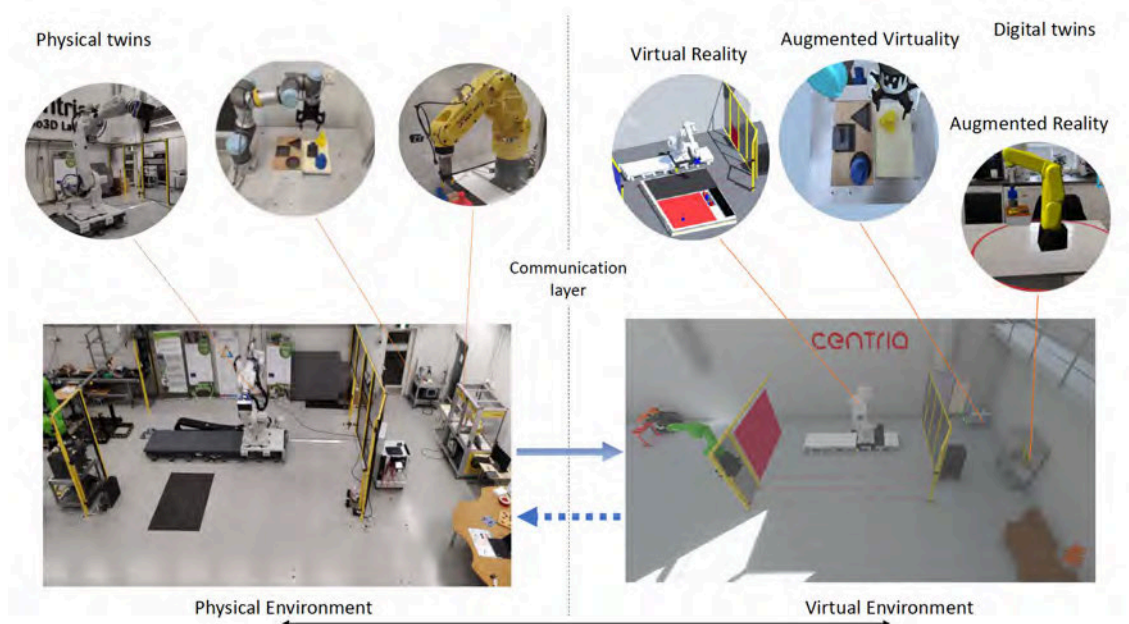 Physical twins
Virtual Reality
Augmented Virtuality
Digital twins
Augmented Reality
Communication
layer
CENTRIA
Physical Environment
Virtual Environment